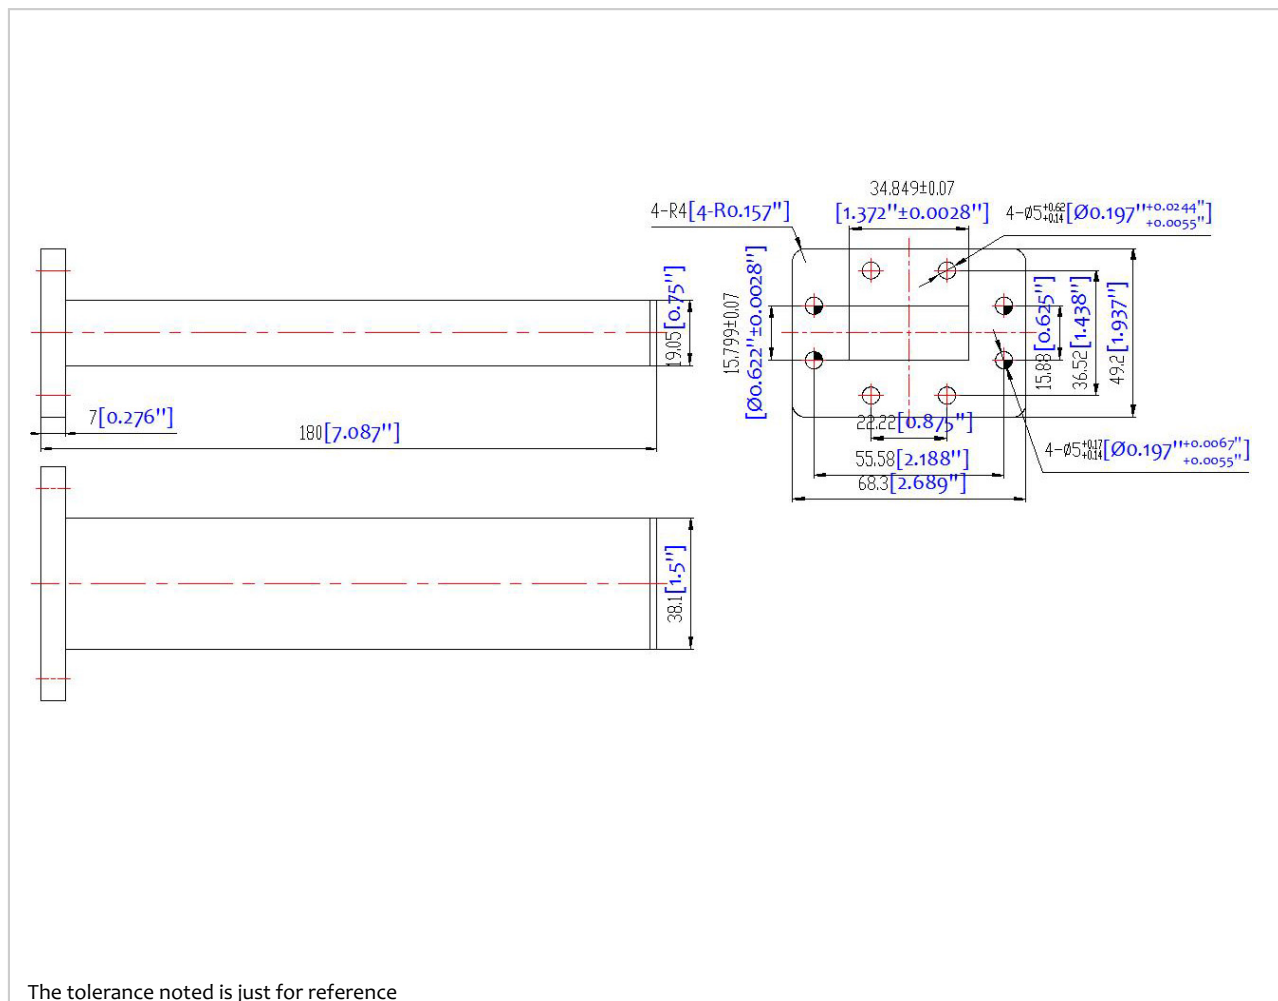 34.849±0.07
4-R4[4-R0.157"]
[1.372"±0.0028"]
4-Ø5+0.62 +0.14[Ø0.197"+0.0244" +0.0055"]
19.05[0.75"]
15.799±0.07
[Ø0.622"±0.0028"]
15.88[0.625"]
36.52[1.438"]
49.2[1.937"]
7[0.276"]
180[7.087"]
22.22[0.875"]
55.58[2.188"]
68.3[2.689"]
4-Ø5+0.17 +0.14[Ø0.197"+0.0067" +0.0055"]
38.1[1.5"]
The tolerance noted is just for reference